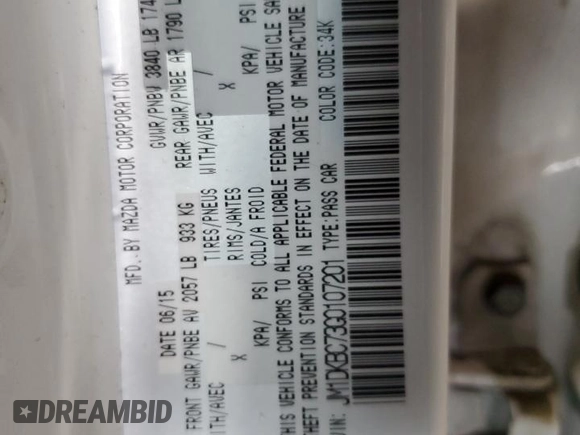 MFD. BY MAZDA MOTOR CORPORATION
DATE 06/15
GVWR/PNBV 3840 LB 174
FRONT GAWR/PNBE AV 2057 LB 933 KG
REAR GAWR/PNBE AR 1790 L
WITH/AVEC / TIRES/PNEUS WITH/AVEC /
X RIMS/JANTES X
KPA/ PSI COLD/A FROID KPA/ PSI
THIS VEHICLE CONFORMS TO ALL APPLICABLE FEDERAL MOTOR VEHICLE SA
THEFT PREVENTION STANDARDS IN EFFECT ON THE DATE OF MANUFACTURE
VIN: TYPE:PASS CAR COLOR CODE:34K
DREAMBID